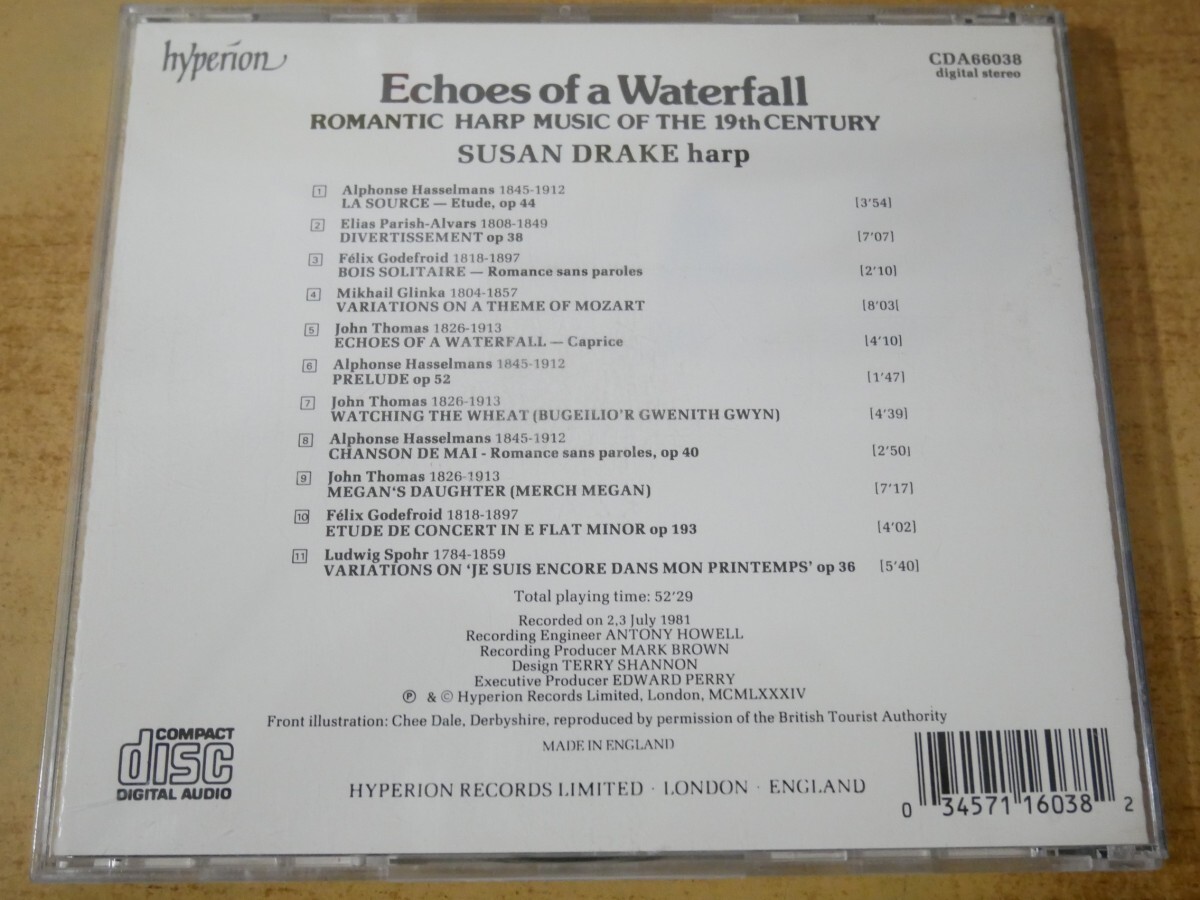 hyperion
CDA66038
digital stereo
Echoes of a Waterfall
ROMANTIC HARP MUSIC OF THE 19th CENTURY
SUSAN DRAKE harp
1 Alphonse Hasselmans 1845-1912
LA SOURCE — Etude, op 44 [3'54]
2 Elias Parish-Alvars 1808-1849
DIVERTISSEMENT op 38 [7'07]
3 Félix Godefroid 1818-1897
BOIS SOLITAIRE — Romance sans paroles [2'10]
4 Mikhail Glinka 1804-1857
VARIATIONS ON A THEME OF MOZART [8'03]
5 John Thomas 1826-1913
ECHOES OF A WATERFALL — Caprice [4'10]
6 Alphonse Hasselmans 1845-1912
PRELUDE op 52 [1'47]
7 John Thomas 1826-1913
WATCHING THE WHEAT (BUGEILIO'R GWENITH GWYN) [4'39]
8 Alphonse Hasselmans 1845-1912
CHANSON DE MAI - Romance sans paroles, op 40 [2'50]
9 John Thomas 1826-1913
MEGAN'S DAUGHTER (MERCH MEGAN) [7'17]
10 Félix Godefroid 1818-1897
ETUDE DE CONCERT IN E FLAT MINOR op 193 [4'02]
11 Ludwig Spohr 1784-1859
VARIATIONS ON 'JE SUIS ENCORE DANS MON PRINTEMPS' op 36 [5'40]
Total playing time: 52'29
Recorded on 2,3 July 1981
Recording Engineer ANTONY HOWELL
Recording Producer MARK BROWN
Design TERRY SHANNON
Executive Producer EDWARD PERRY
℗ & © Hyperion Records Limited, London, MCMLXXXIV
Front illustration: Chee Dale, Derbyshire, reproduced by permission of the British Tourist Authority
MADE IN ENGLAND
COMPACT
disc
DIGITAL AUDIO
HYPERION RECORDS LIMITED · LONDON · ENGLAND
0 34571 16038 2